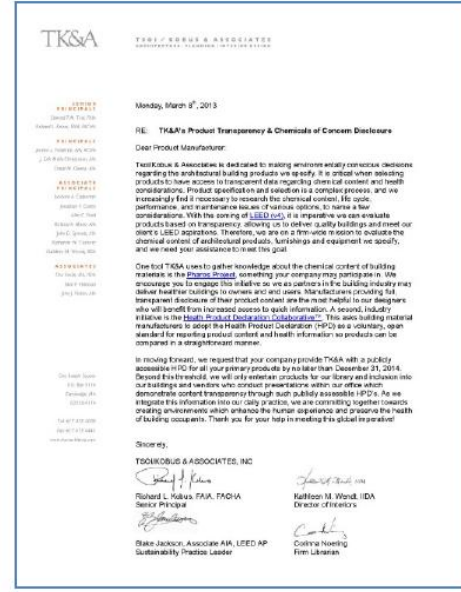 TK&A
TSOI / KOBUS & ASSOCIATES
ARCHITECTURE PLANNING INTERIOR DESIGN
Monday, March 8th, 2013
RE: TK&A's Product Transparency & Chemicals of Concern Disclosure
Dear Product Manufacturer:
Tsoi/Kobus & Associates is dedicated to making environmentally conscious decisions
regarding the architectural building products we specify. It is critical when selecting
products to have access to transparent data regarding chemical content and health
considerations. Product specification and selection is a complex process, and we
increasingly find it necessary to research the chemical content, life cycle,
performance, and maintenance issues of various options, to name a few
considerations. With the coming of LEED (v4), it is imperative we can evaluate
products based on transparency, allowing us to deliver quality buildings and meet our
client's LEED aspirations. Therefore, we are on a firm-wide mission to evaluate the
chemical content of architectural products, furnishings and equipment we specify,
and we need your assistance to meet this goal.
One tool TK&A uses to gather knowledge about the chemical content of building
materials is the Pharos Project, something your company may participate in. We
encourage you to engage this initiative so we as partners in the building industry may
deliver healthier buildings to owners and end users. Manufacturers providing full,
transparent disclosure of their product content are the most helpful to our designers
who will benefit from increased access to quick information. A second, industry
initiative is the Health Product Declaration Collaborative™. This asks building material
manufacturers to adopt the Health Product Declaration (HPD) as a voluntary, open
standard for reporting product content and health information so products can be
compared in a straightforward manner.
In moving forward, we request that your company provide TK&A with a publicly
accessible HPD for all your primary products by no later than December 31, 2014.
Beyond this threshold, we will only entertain products for our library and inclusion into
our buildings and vendors who conduct presentations within our office which
demonstrate content transparency through such publicly accessible HPD's. As we
integrate this information into our daily practice, we are committing together towards
creating environments which enhance the human experience and preserve the health
of building occupants. Thank you for your help in meeting this global imperative!
Sincerely,
TSOI/KOBUS & ASSOCIATES, INC
Richard L. Kobus, FAIA, FACHA
Senior Principal
Kathleen M. Wendt, IIDA
Director of Interiors
Blake Jackson, Associate AIA, LEED AP
Sustainability Practice Leader
Corinna Noering
Firm Librarian
SENIOR
PRINCIPALS
PRINCIPALS
ASSOCIATE
PRINCIPALS
ASSOCIATES